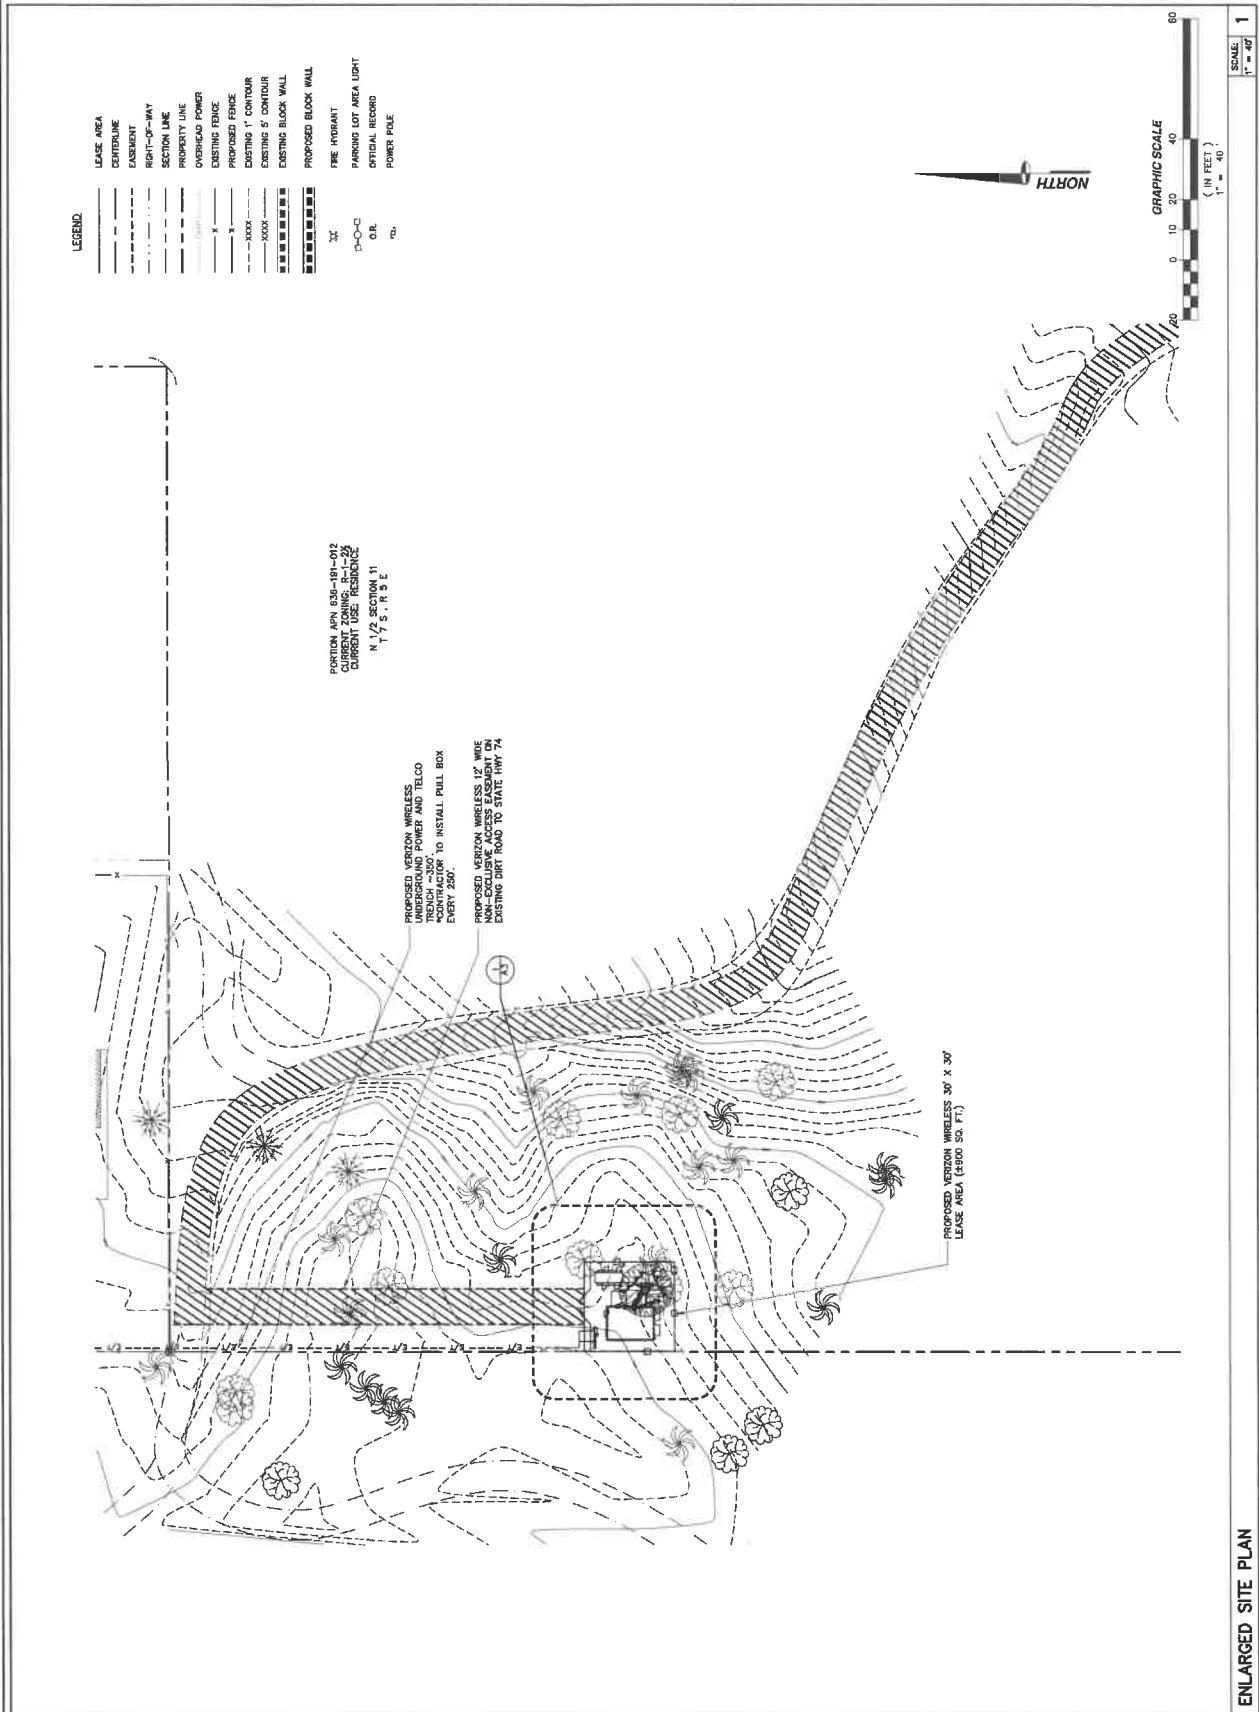 LEGEND
LEASE AREA
CENTERLINE
EASEMENT
RIGHT-OF-WAY
SECTION LINE
PROPERTY LINE
OVERHEAD POWER
x EXISTING FENCE
x PROPOSED FENCE
XXXX EXISTING 1' CONTOUR
XXXX EXISTING 5' CONTOUR
EXISTING BLOCK WALL
PROPOSED BLOCK WALL
FIRE HYDRANT
PARKING LOT AREA LIGHT
O.R. OFFICIAL RECORD
POWER POLE
PORTION APN 636-191-012
CURRENT ZONING: R-1-2½
CURRENT USE: RESIDENCE
N 1/2 SECTION 11
T 7 S, R 5 E
PROPOSED VERIZON WIRELESS
UNDERGROUND POWER AND TELCO
TRENCH ~350'.
*CONTRACTOR TO INSTALL PULL BOX
EVERY 250'.
PROPOSED VERIZON WIRELESS 12' WIDE
NON-EXCLUSIVE ACCESS EASEMENT ON
EXISTING DIRT ROAD TO STATE HWY 74
1
A3
x
PROPOSED VERIZON WIRELESS 30' X 30'
LEASE AREA (±900 SQ. FT.)
NORTH
GRAPHIC SCALE
20 0 10 20 40 60
( IN FEET )
1" = 40'
ENLARGED SITE PLAN
SCALE:
1" = 40'
1